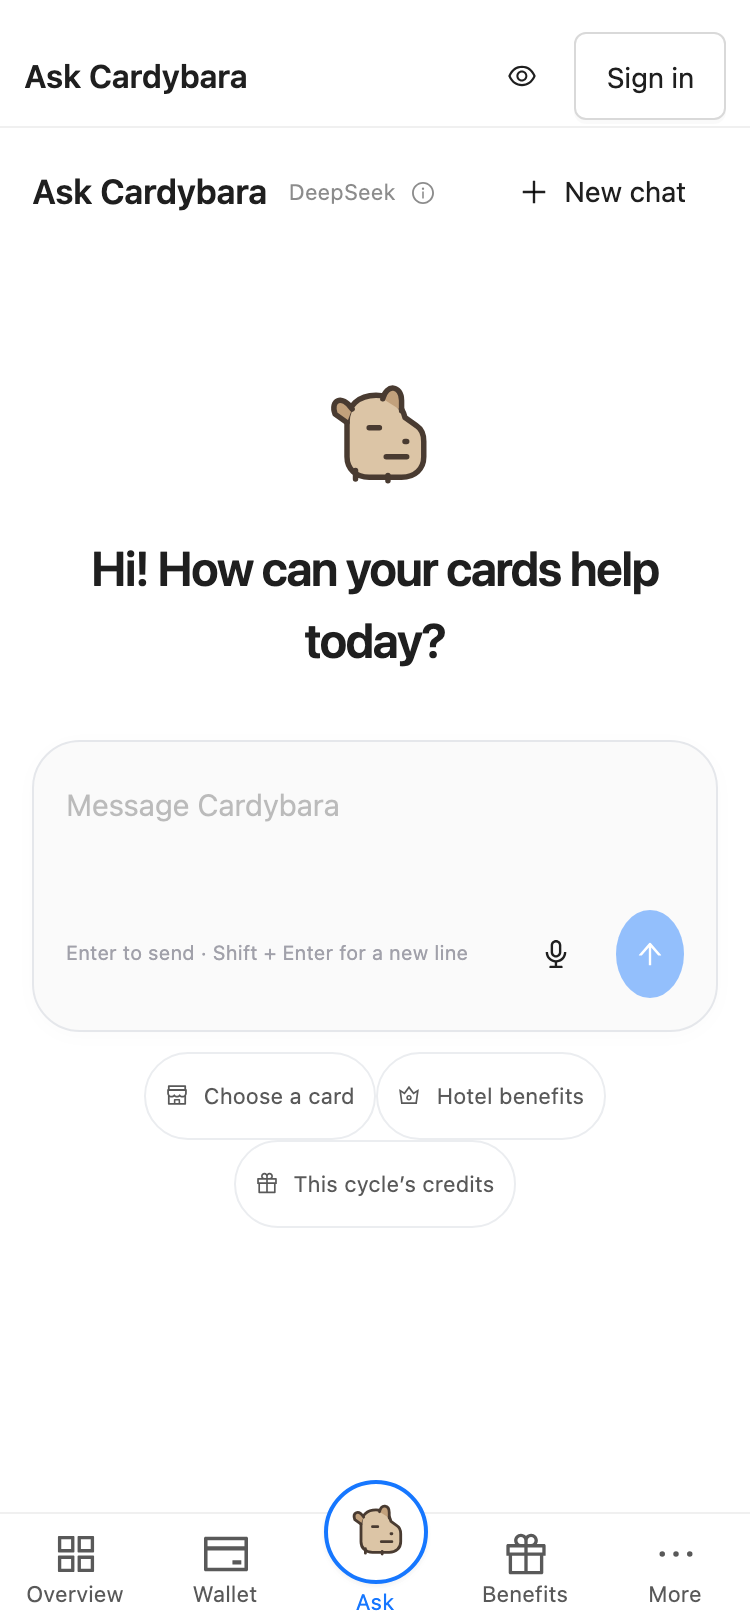 Ask Cardybara
Sign in
Ask Cardybara DeepSeek
New chat
Hi! How can your cards help
today?
Message Cardybara
Enter to send · Shift + Enter for a new line
Choose a card
Hotel benefits
This cycle’s credits
Overview
Wallet
Ask
Benefits
More